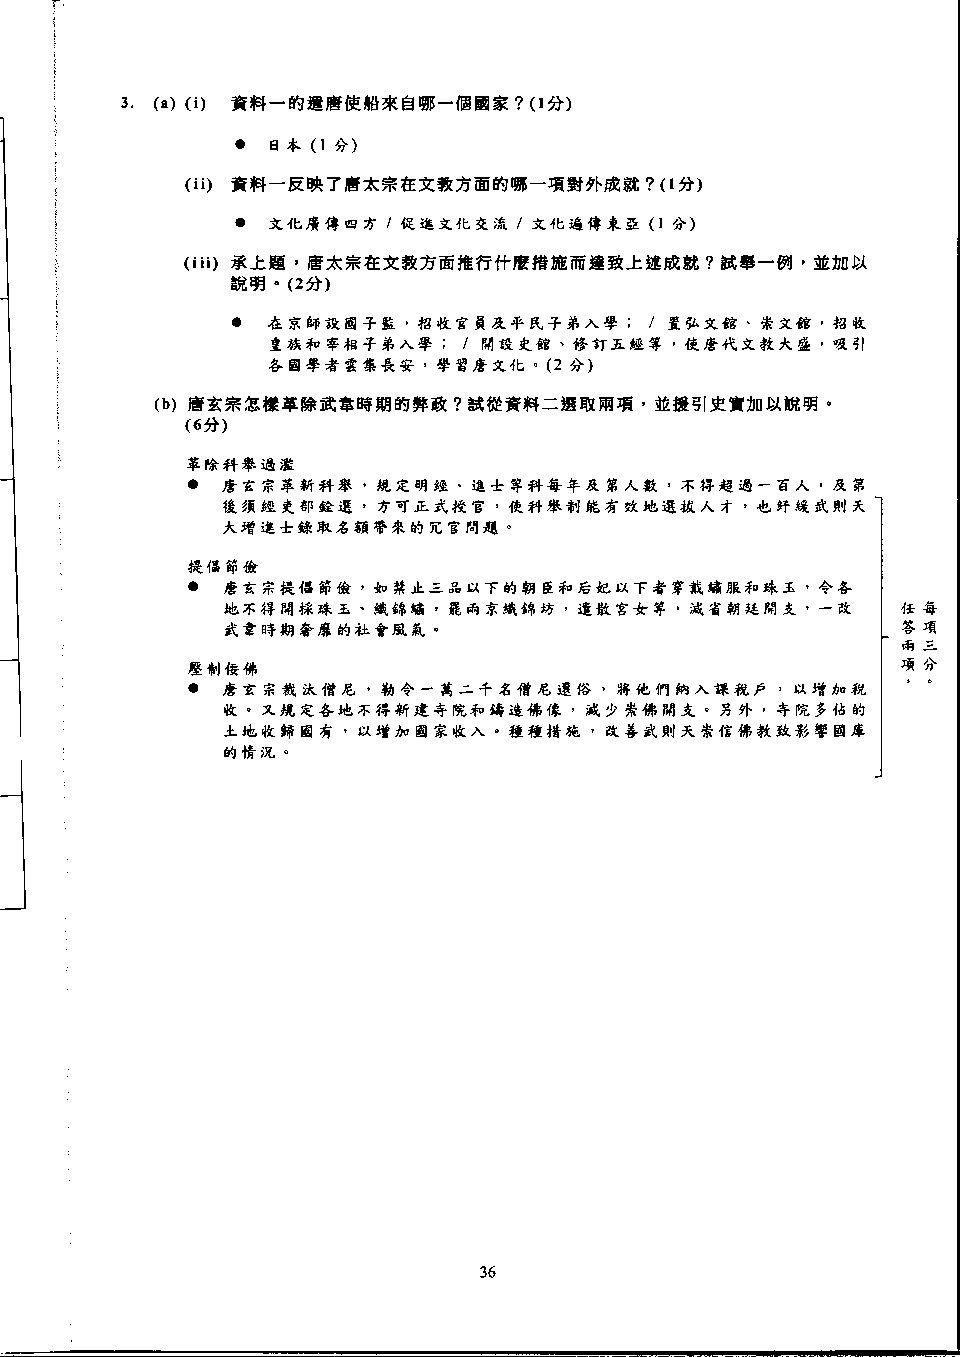 3. (a) (i) 資料一的遣唐使船來自哪一個國家？(1分)
● 日本 (1 分)
(ii) 資料一反映了唐太宗在文教方面的哪一項對外成就？(1分)
● 文化廣傳四方 / 促進文化交流 / 文化遍傳東亞 (1 分)
(iii) 承上題，唐太宗在文教方面推行什麼措施而達致上述成就？試舉一例，並加以
說明。(2分)
● 在京師設國子監，招收官員及平民子弟入學； / 置弘文館、崇文館，招收
皇族和宰相子弟入學； / 開設史館、修訂五經等，使唐代文教大盛，吸引
各國學者雲集長安，學習唐文化。(2 分)
(b) 唐玄宗怎樣革除武韋時期的弊政？試從資料二選取兩項，並援引史實加以說明。
(6分)
革除科舉過濫
● 唐玄宗革新科舉，規定明經、進士等科每年及第人數，不得超過一百人，及第
後須經吏部銓選，方可正式授官，使科舉制能有效地選拔人才，也紓緩武則天
大增進士錄取名額帶來的冗官問題。
提倡節儉
● 唐玄宗提倡節儉，如禁止三品以下的朝臣和后妃以下者穿戴繡服和珠玉，令各
地不得開採珠玉、織錦繡，罷兩京織錦坊，遣散宮女等，減省朝廷開支，一改
武韋時期奢靡的社會風氣。
壓制佞佛
● 唐玄宗裁汰僧尼，勒令一萬二千名僧尼還俗，將他們納入課稅戶，以增加稅
收。又規定各地不得新建寺院和鑄造佛像，減少崇佛開支。另外，寺院多佔的
土地收歸國有，以增加國家收入。種種措施，改善武則天崇信佛教致影響國庫
的情況。
每項三分。
任答兩項，
36